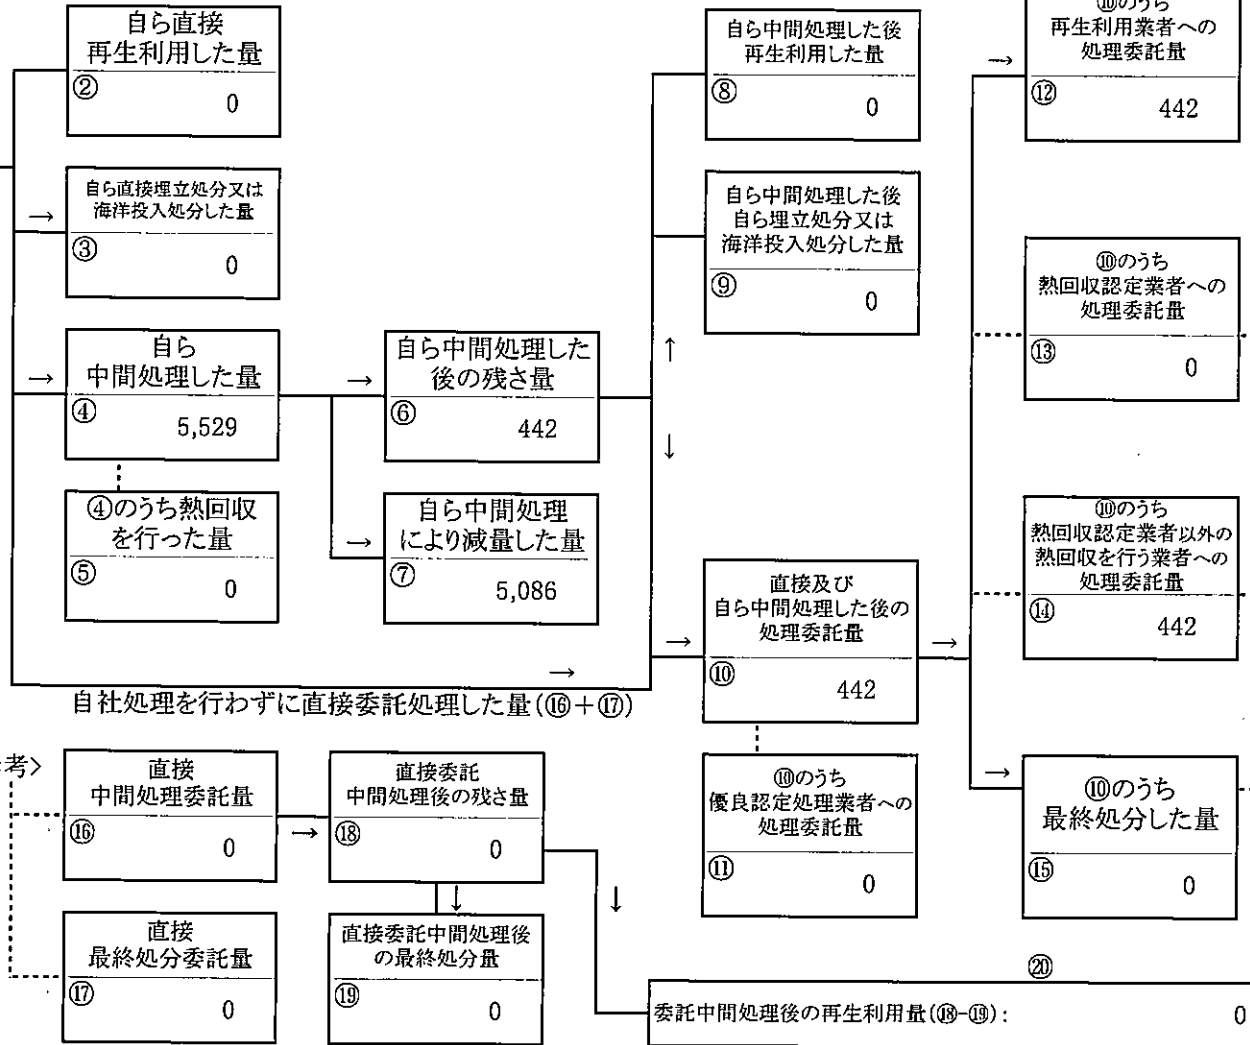 自ら直接
再生利用した量
②
0
自ら直接埋立処分又は
海洋投入処分した量
→
③
0
自ら
中間処理した量
→
④
5,529
④のうち熱回収
を行った量
⑤
0
→
自ら中間処理した
後の残さ量
⑥
442
→
自ら中間処理
により減量した量
⑦
5,086
→
自社処理を行わずに直接委託処理した量(⑯+⑰)
自ら中間処理した後
再生利用した量
⑧
0
自ら中間処理した後
自ら埋立処分又は
海洋投入処分した量
⑨
0
↑
↓
→
直接及び
自ら中間処理した後の
処理委託量
⑩
442
→
⑩のうち
優良認定処理業者への
処理委託量
⑪
0
⑩のうち
再生利用業者への
処理委託量
→
⑫
442
⑩のうち
熱回収認定業者への
処理委託量
⑬
0
⑩のうち
熱回収認定業者以外の
熱回収を行う業者への
処理委託量
⑭
442
→
⑩のうち
最終処分した量
⑮
0
考>
直接
中間処理委託量
⑯
0
→
直接委託
中間処理後の残さ量
⑱
0
↓
↓
直接
最終処分委託量
⑰
0
直接委託中間処理後
の最終処分量
⑲
0
⑳
委託中間処理後の再生利用量(⑱-⑲):
0